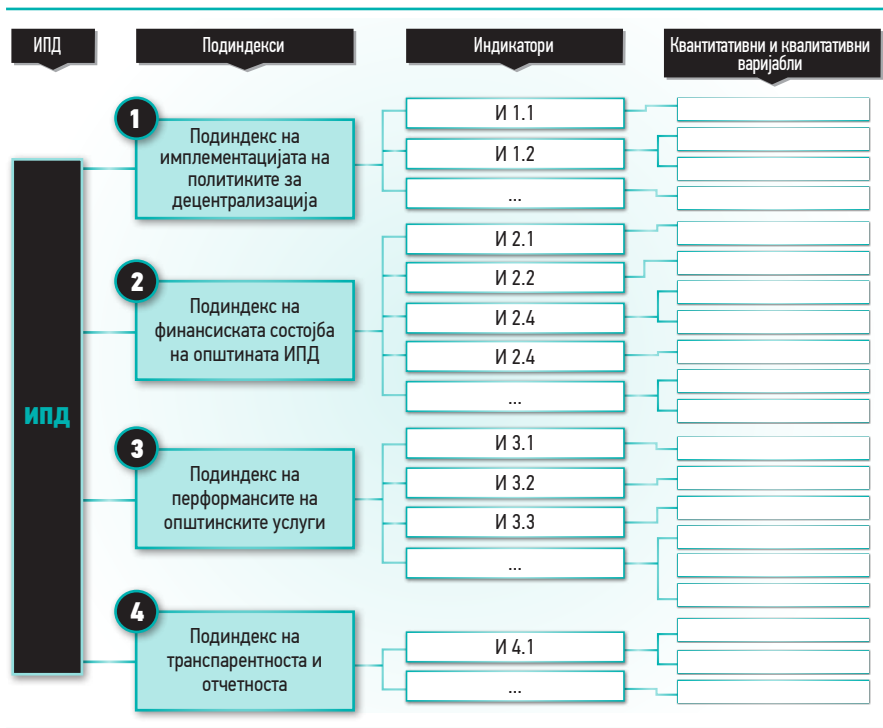 ИПД
Подиндекси
Индикатори
Квантитативни и квалитативни
варијабли
ИПД
1
Подиндекс на
имплементацијата на
политиките за
децентрализација
И 1.1
И 1.2
...
2
Подиндекс на
финансиската состојба
на општината ИПД
И 2.1
И 2.2
И 2.4
И 2.4
...
3
Подиндекс на
перформансите на
општинските услуги
И 3.1
И 3.2
И 3.3
...
4
Подиндекс на
транспарентноста и
отчетноста
И 4.1
...